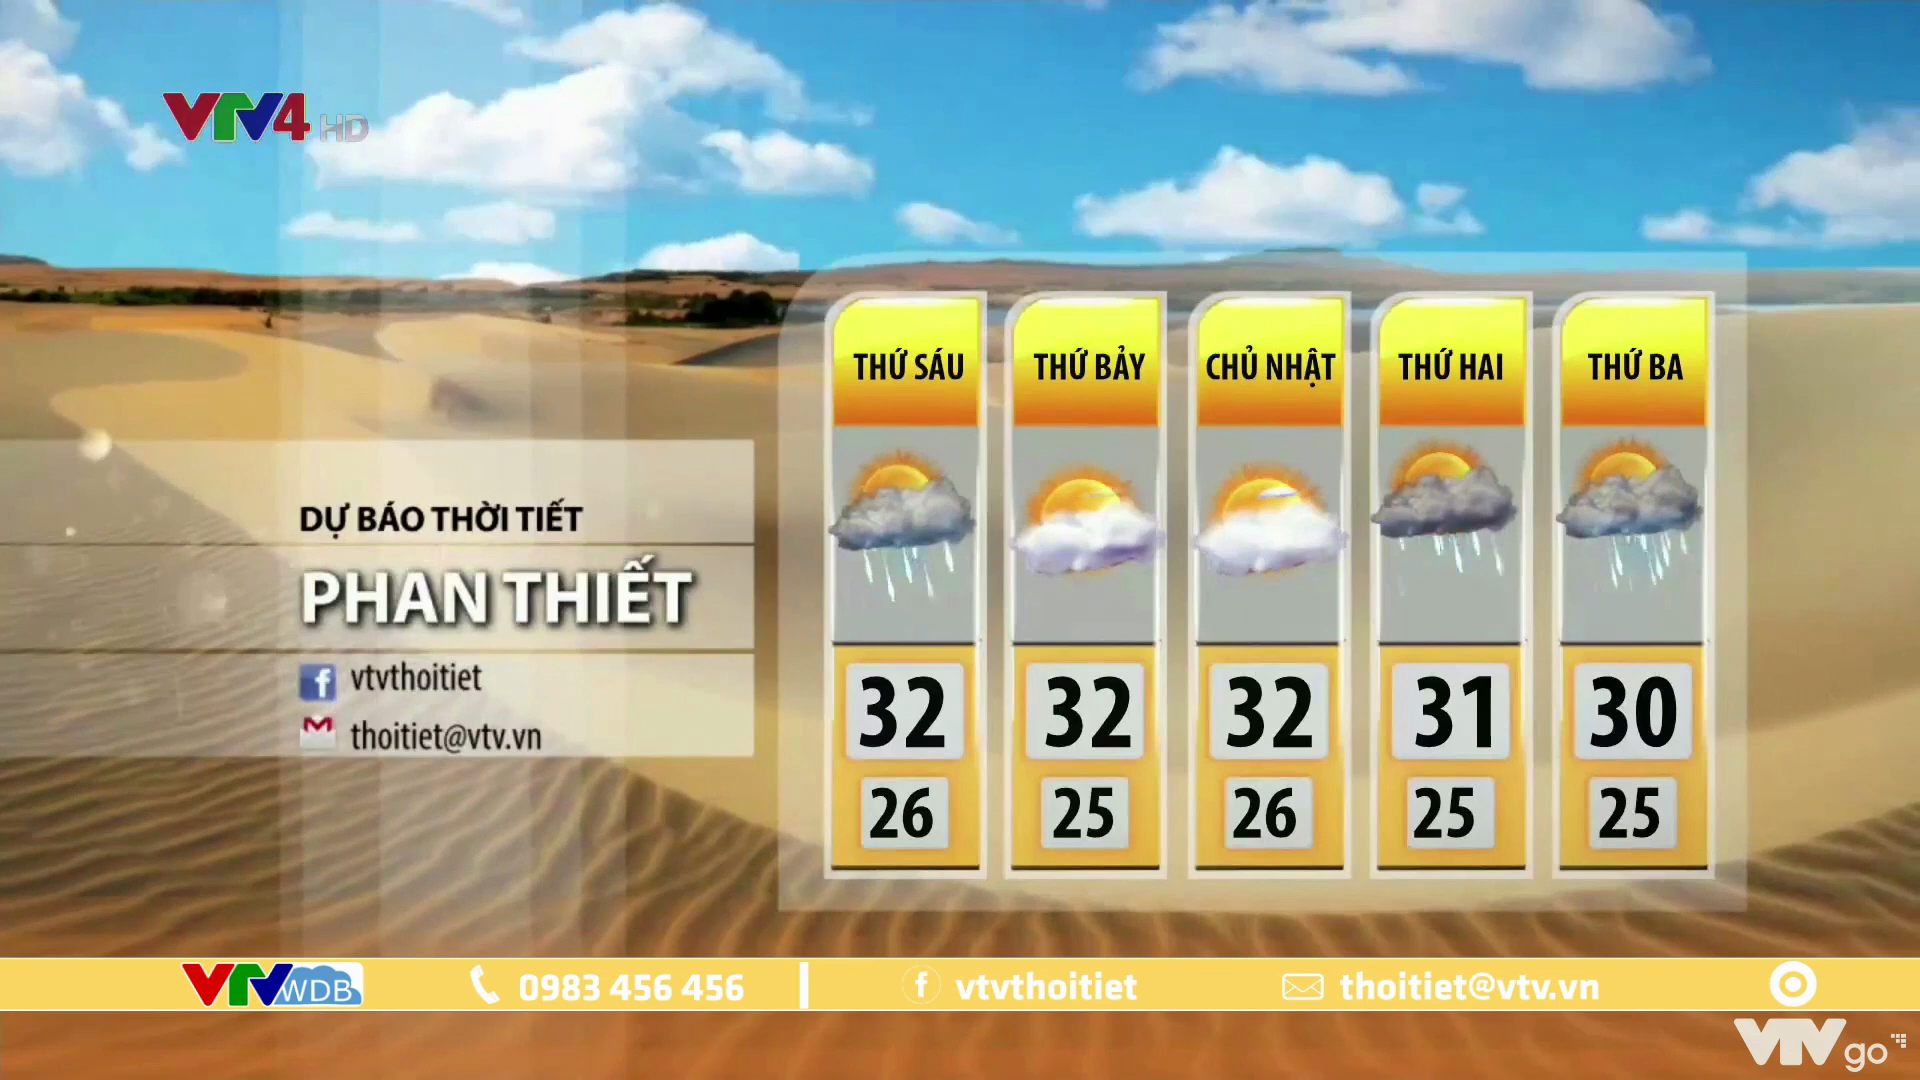 VTV4 HD
THỨ SÁU
THỨ BẢY
CHỦ NHẬT
THỨ HAI
THỨ BA
DỰ BÁO THỜI TIẾT
PHAN THIẾT
vtvthoitiet
thoitiet@vtv.vn
32
32
32
31
30
26
25
26
25
25
VTV WDB
0983 456 456
vtvthoitiet
thoitiet@vtv.vn
VTV go